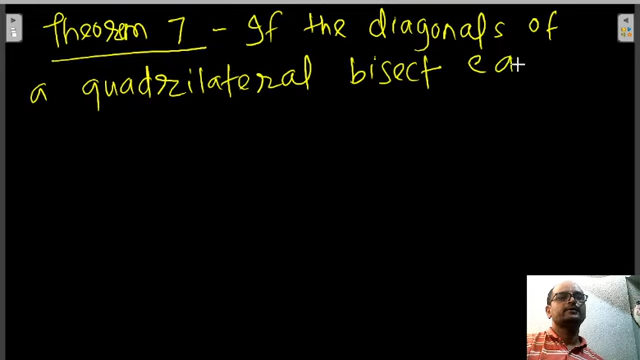 Theorem 7 - If the diagonals of
a quadrilateral bisect ea